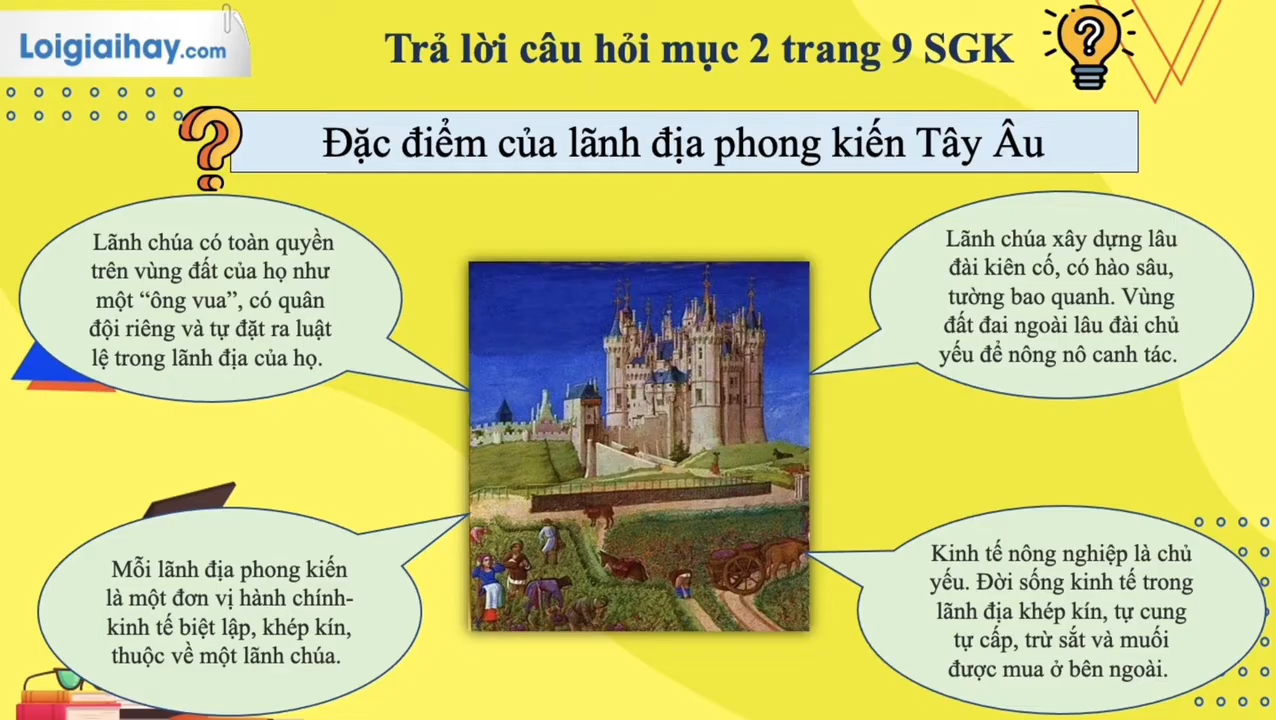 Loigiaihay.com
Trả lời câu hỏi mục 2 trang 9 SGK
Đặc điểm của lãnh địa phong kiến Tây Âu
Lãnh chúa có toàn quyền
trên vùng đất của họ như
một “ông vua”, có quân
đội riêng và tự đặt ra luật
lệ trong lãnh địa của họ.
Lãnh chúa xây dựng lâu
đài kiên cố, có hào sâu,
tường bao quanh. Vùng
đất đai ngoài lâu đài chủ
yếu để nông nô canh tác.
Mỗi lãnh địa phong kiến
là một đơn vị hành chính-
kinh tế biệt lập, khép kín,
thuộc về một lãnh chúa.
Kinh tế nông nghiệp là chủ
yếu. Đời sống kinh tế trong
lãnh địa khép kín, tự cung
tự cấp, trừ sắt và muối
được mua ở bên ngoài.